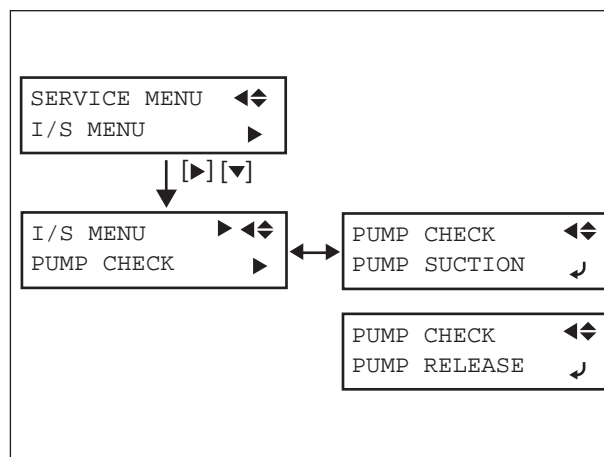 SERVICE MENU ◀◆
I/S MENU ▶
[▶] [▼]
I/S MENU ▶ ◀◆
PUMP CHECK ▶
PUMP CHECK ◀◆
PUMP SUCTION ↵
PUMP CHECK ◀◆
PUMP RELEASE ↵